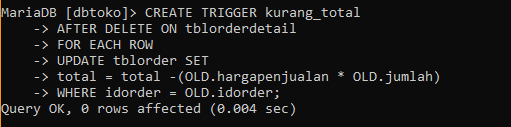 MariaDB [dbtoko]> CREATE TRIGGER kurang_total
    -> AFTER DELETE ON tblorderdetail
    -> FOR EACH ROW
    -> UPDATE tblorder SET
    -> total = total -(OLD.hargapenjualan * OLD.jumlah)
    -> WHERE idorder = OLD.idorder;
Query OK, 0 rows affected (0.004 sec)